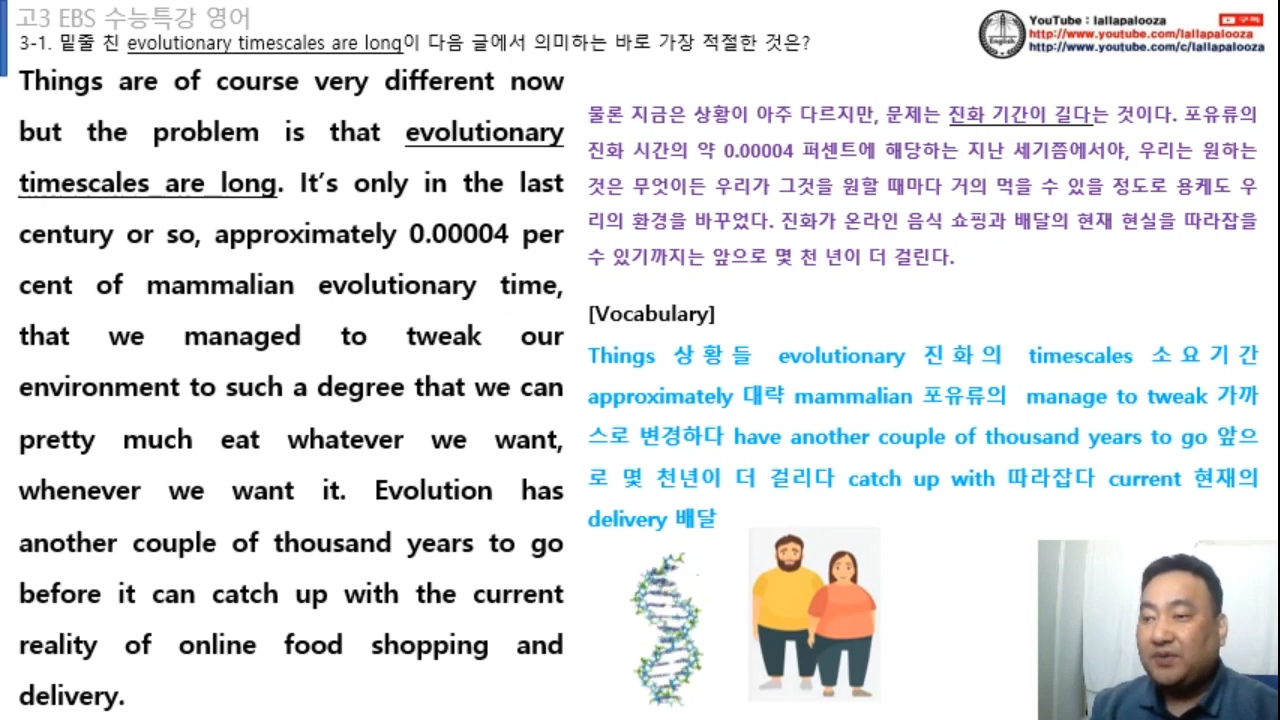 고3 EBS 수능특강 영어
3-1. 밑줄 친 evolutionary timescales are long이 다음 글에서 의미하는 바로 가장 적절한 것은?
Things are of course very different now
but the problem is that evolutionary
timescales are long. It's only in the last
century or so, approximately 0.00004 per
cent of mammalian evolutionary time,
that we managed to tweak our
environment to such a degree that we can
pretty much eat whatever we want,
whenever we want it. Evolution has
another couple of thousand years to go
before it can catch up with the current
reality of online food shopping and
delivery.
English
YouTube : lallapalooza
구독
http://www.youtube.com/lallapalooza
http://www.youtube.com/c/lallapalooza
물론 지금은 상황이 아주 다르지만, 문제는 진화 기간이 길다는 것이다. 포유류의
진화 시간의 약 0.00004 퍼센트에 해당하는 지난 세기쯤에서야, 우리는 원하는
것은 무엇이든 우리가 그것을 원할 때마다 거의 먹을 수 있을 정도로 용케도 우
리의 환경을 바꾸었다. 진화가 온라인 음식 쇼핑과 배달의 현재 현실을 따라잡을
수 있기까지는 앞으로 몇 천 년이 더 걸린다.
[Vocabulary]
Things 상황들 evolutionary 진화의 timescales 소요기간
approximately 대략 mammalian 포유류의 manage to tweak 가까
스로 변경하다 have another couple of thousand years to go 앞으
로 몇 천년이 더 걸리다 catch up with 따라잡다 current 현재의
delivery 배달